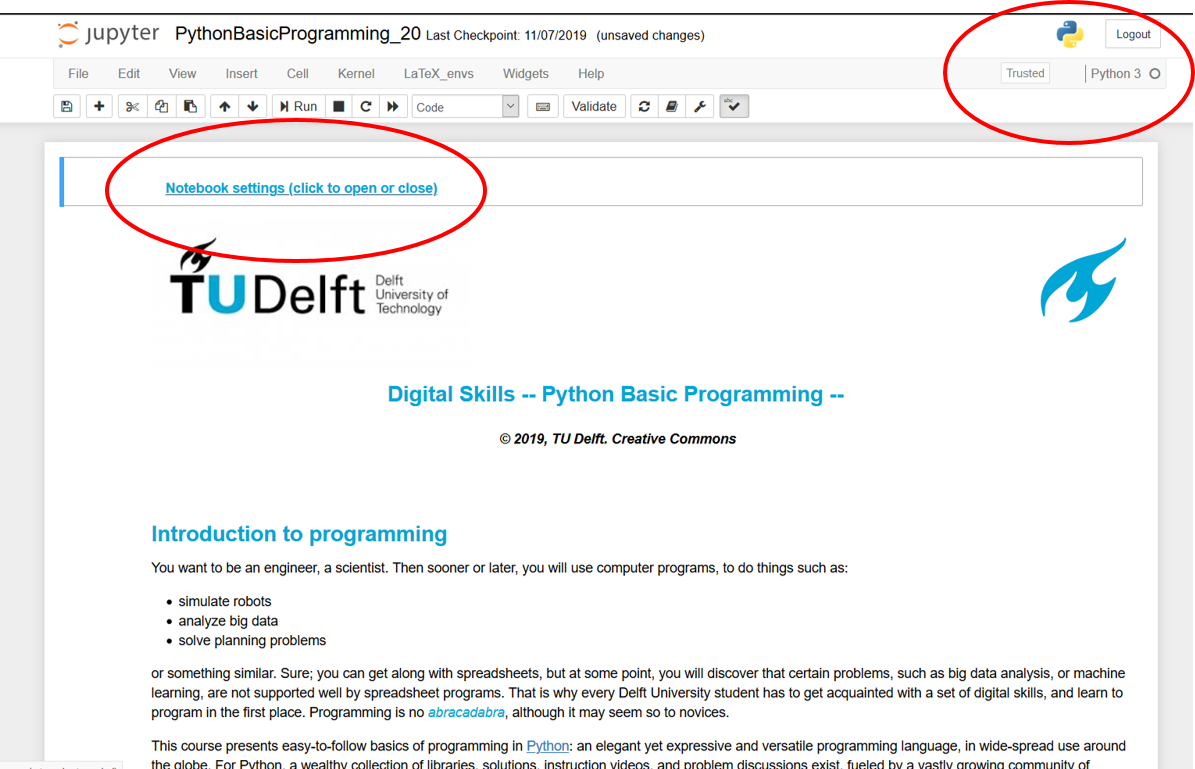 jupyter PythonBasicProgramming_20 Last Checkpoint: 11/07/2019 (unsaved changes) Logout
File Edit View Insert Cell Kernel LaTeX_envs Widgets Help Trusted Python 3
Run Code Validate abc
Notebook settings (click to open or close)
TU Delft Delft
University of
Technology
Digital Skills -- Python Basic Programming --
© 2019, TU Delft. Creative Commons
Introduction to programming
You want to be an engineer, a scientist. Then sooner or later, you will use computer programs, to do things such as:
• simulate robots
• analyze big data
• solve planning problems
or something similar. Sure; you can get along with spreadsheets, but at some point, you will discover that certain problems, such as big data analysis, or machine
learning, are not supported well by spreadsheet programs. That is why every Delft University student has to get acquainted with a set of digital skills, and learn to
program in the first place. Programming is no abracadabra, although it may seem so to novices.
This course presents easy-to-follow basics of programming in Python: an elegant yet expressive and versatile programming language, in wide-spread use around
the globe. For Python, a wealthy collection of libraries, solutions, instruction videos, and problem discussions exist, fueled by a vastly growing community of